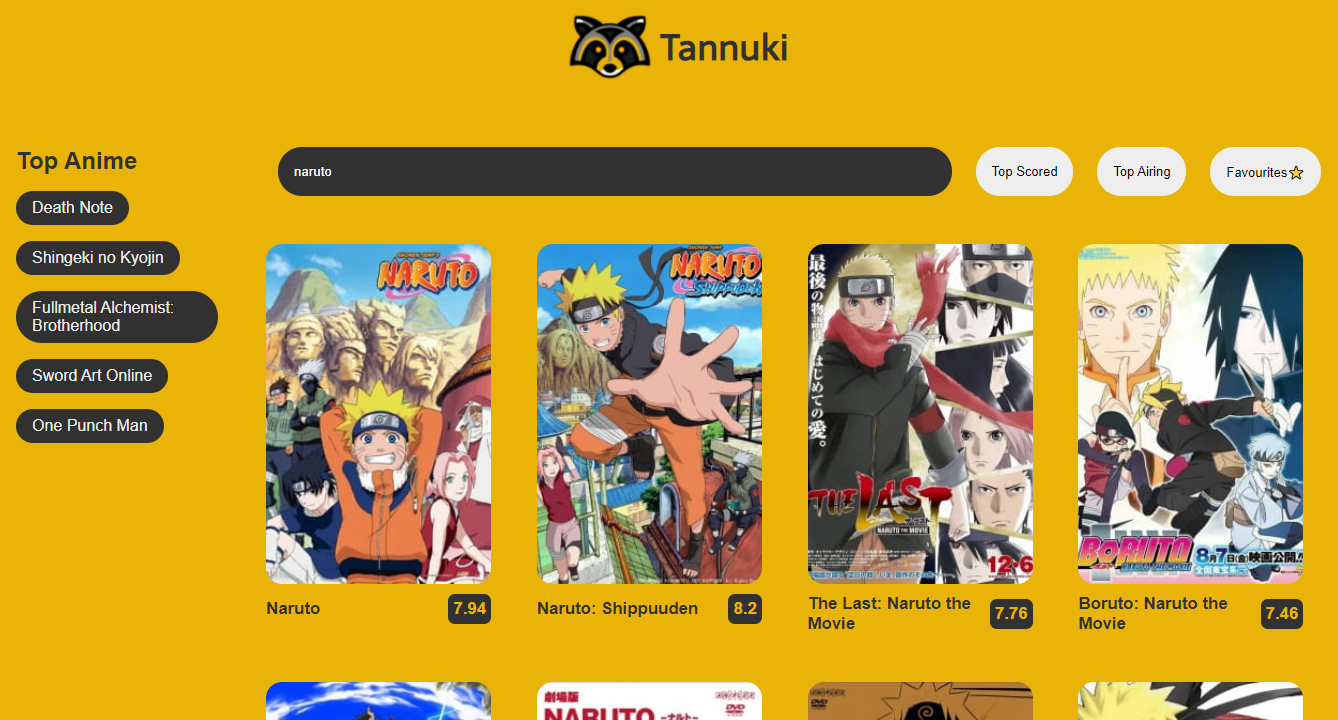 Tannuki
Top Anime
Death Note
Shingeki no Kyojin
Fullmetal Alchemist:
Brotherhood
Sword Art Online
One Punch Man
naruto
Top Scored
Top Airing
Favourites⭐
NARUTO
NARUTO
SHIPPUDEN
最後の物語は、はじめての愛。
THE LAST
NARUTO THE MOVIE
12・6
BORUTO
NARUTO THE MOVIE
8/7(金)映画公開
Naruto
7.94
Naruto: Shippuuden
8.2
The Last: Naruto the
Movie
7.76
Boruto: Naruto the
Movie
7.46
劇場版
NARUTO -ナルト-
DVD
DVD